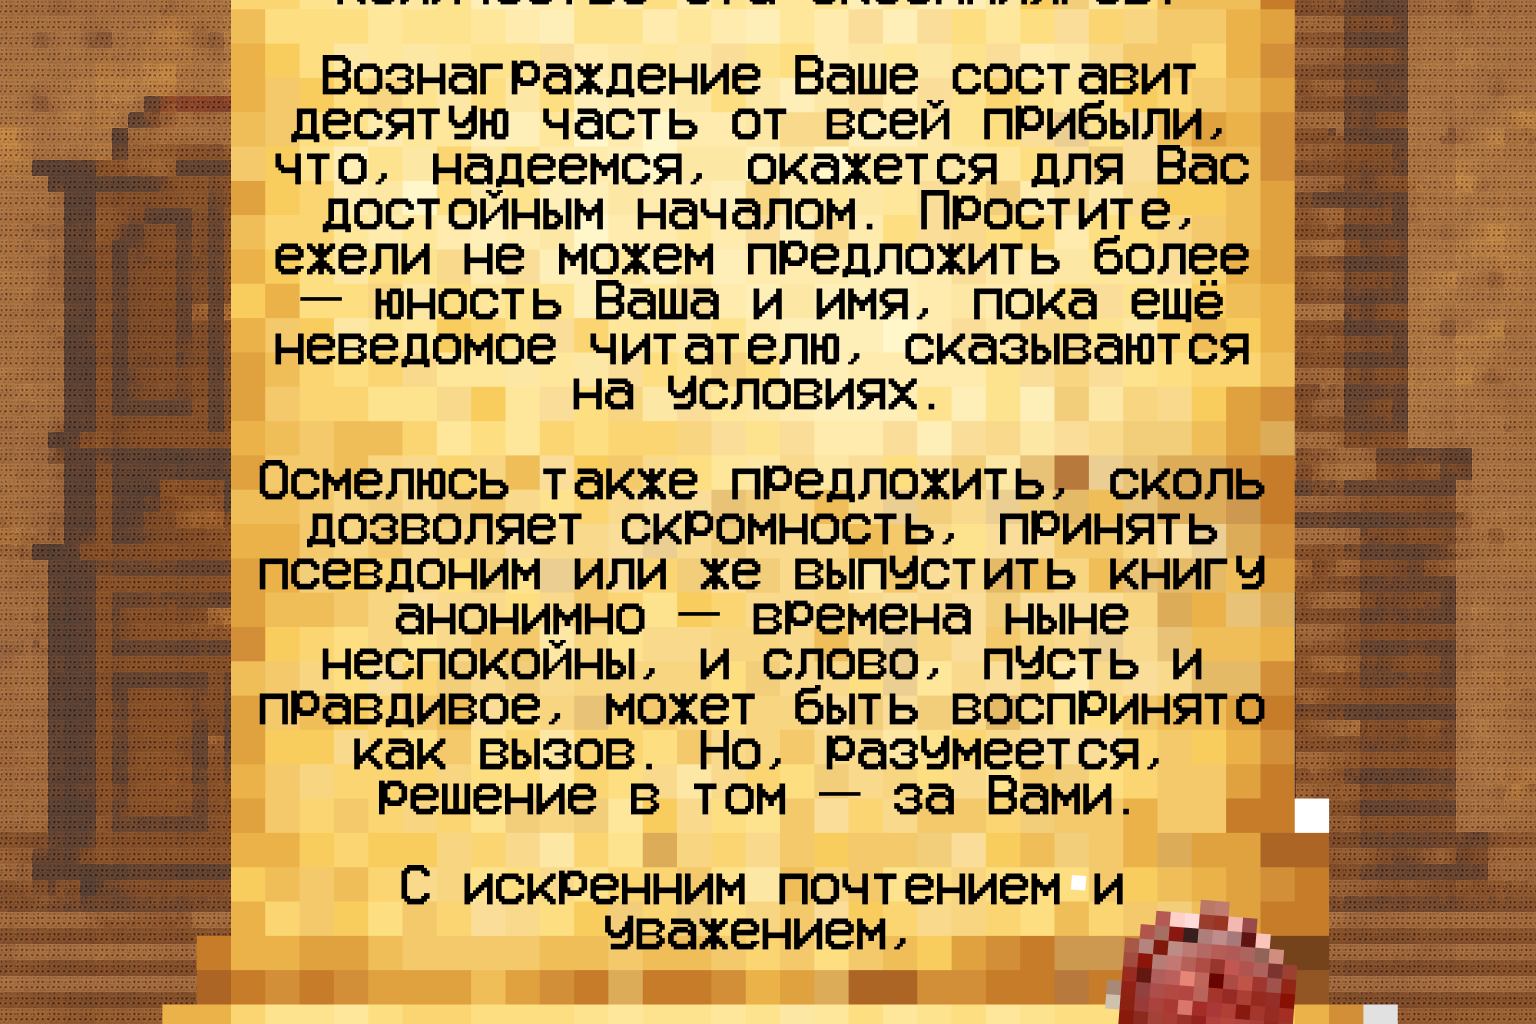 Вознаграждение Ваше составит
десятую часть от всей прибыли,
что, надеемся, окажется для Вас
достойным началом. Простите,
ежели не можем предложить более
— юность Ваша и имя, пока ещё
неведомое читателю, сказываются
на условиях.
Осмелюсь также предложить, сколь
дозволяет скромность, принять
псевдоним или же выпустить книгу
анонимно — времена ныне
неспокойны, и слово, пусть и
правдивое, может быть воспринято
как вызов. Но, разумеется,
решение в том — за Вами.
С искренним почтением и
уважением,